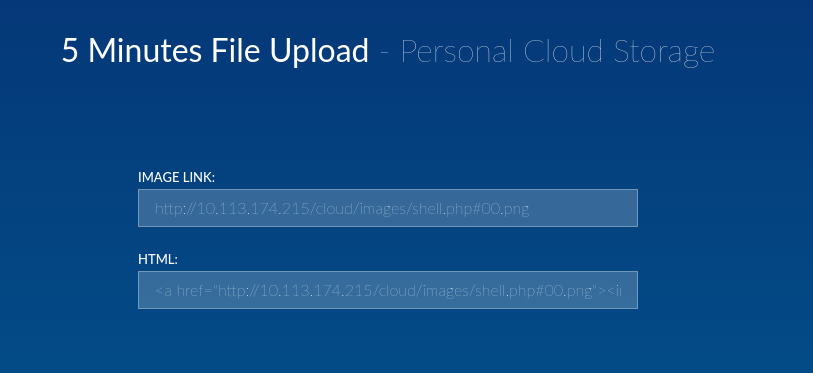 5 Minutes File Upload - Personal Cloud Storage
IMAGE LINK:
http://10.113.174.215/cloud/images/shell.php#00.png
HTML:
<a href="http://10.113.174.215/cloud/images/shell.php#00.png"><i